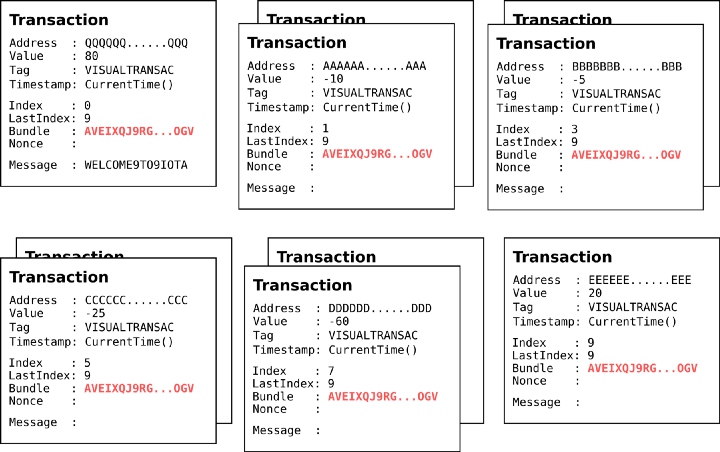 Transaction
Address  : QQQQQQ......QQQ
Value    : 80
Tag      : VISUALTRANSAC
Timestamp: CurrentTime()
Index    : 0
LastIndex: 9
Bundle   : AVEIXQJ9RG...OGV
Nonce    :
Message  : WELCOME9TO9IOTA
Transaction
Address  : AAAAAA......AAA
Value    : -10
Tag      : VISUALTRANSAC
Timestamp: CurrentTime()
Index    : 1
LastIndex: 9
Bundle   : AVEIXQJ9RG...OGV
Nonce    :
Message  :
Transaction
Address  : BBBBBBB......BBB
Value    : -5
Tag      : VISUALTRANSAC
Timestamp: CurrentTime()
Index    : 3
LastIndex: 9
Bundle   : AVEIXQJ9RG...OGV
Nonce    :
Message  :
Transaction
Transaction
Address  : CCCCCC......CCC
Value    : -25
Tag      : VISUALTRANSAC
Timestamp: CurrentTime()
Index    : 5
LastIndex: 9
Bundle   : AVEIXQJ9RG...OGV
Nonce    :
Message  :
Transaction
Transaction
Address  : DDDDDD......DDD
Value    : -60
Tag      : VISUALTRANSAC
Timestamp: CurrentTime()
Index    : 7
LastIndex: 9
Bundle   : AVEIXQJ9RG...OGV
Nonce    :
Message  :
Transaction
Address  : EEEEEE......EEE
Value    : 20
Tag      : VISUALTRANSAC
Timestamp: CurrentTime()
Index    : 9
LastIndex: 9
Bundle   : AVEIXQJ9RG...OGV
Nonce    :
Message  :